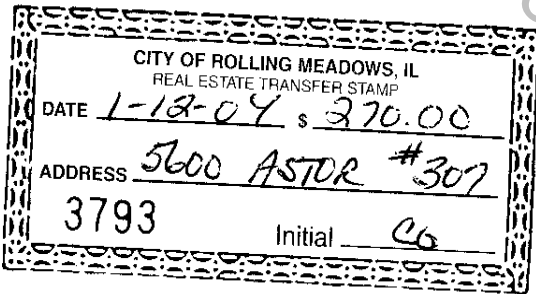 CITY OF ROLLING MEADOWS, IL
REAL ESTATE TRANSFER STAMP
DATE 1-12-04 $ 270.00
ADDRESS 5600 ASTOR #307
3793 Initial CG